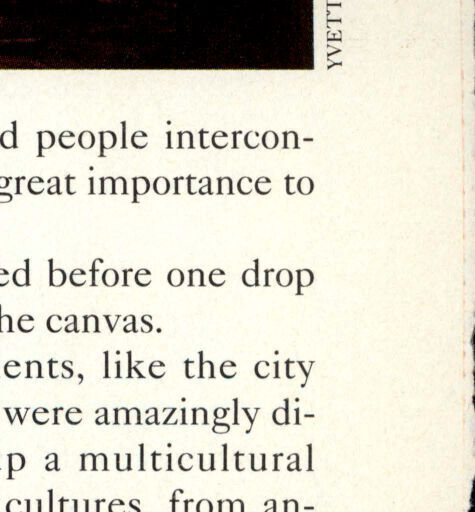 YVETT
d people intercon-
great importance to
ed before one drop
he canvas.
ents, like the city
were amazingly di-
p a multicultural
cultures, from an-